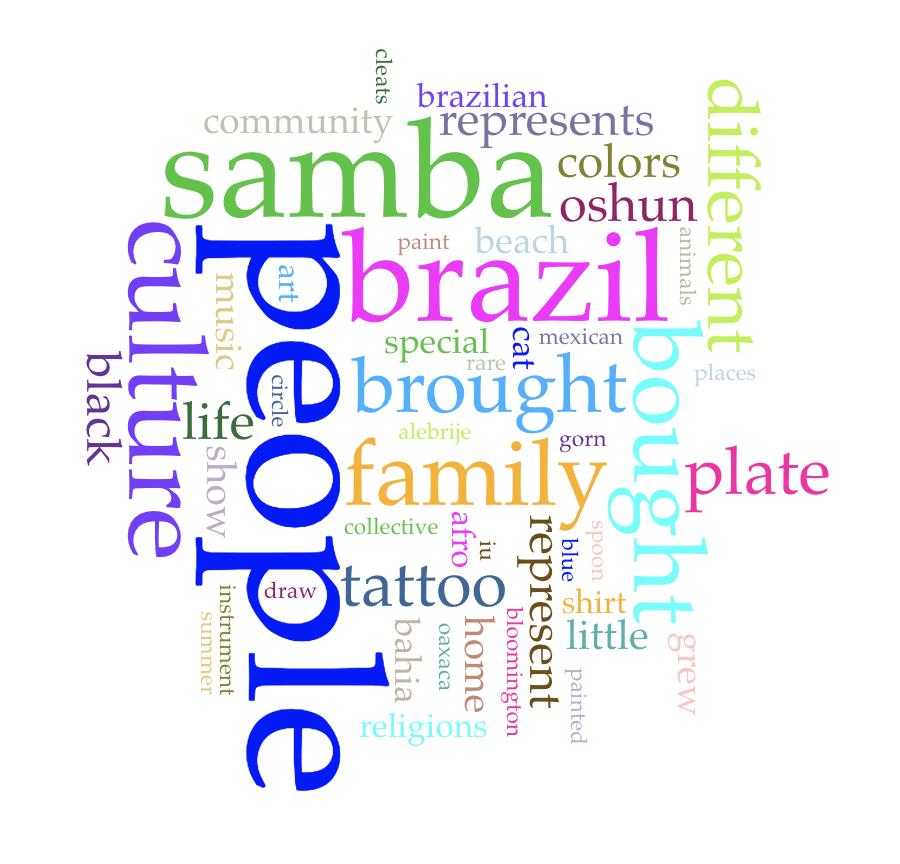 cleats
brazilian
community
represents
different
samba
colors
oshun
culture
people
brazil
paint
beach
animals
music
art
special
cat
mexican
bought
rare
black
brought
places
circle
life
alebrije
gorn
family
plate
show
collective
afro
iu
represent
blue
spoon
tattoo
draw
instrument
summer
shirt
little
bahia
oaxaca
home
bloomington
grew
painted
religions